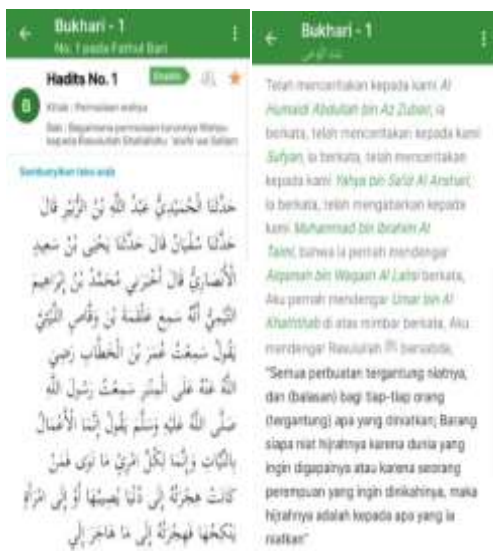 Bukhari - 1
No. 1 pada Fathul Bari
Hadits No. 1
Kitab : Permulaan wahyu
Bab : Bagaimana permulaan turunnya Wahyu
kepada Rasulullah Shallallahu 'alaihi wa Sallam
Sembunyikan teks arab
حَدَّثَنَا الْحُمَيْدِيُّ عَبْدُ اللَّهِ بْنُ الزُّبَيْرِ قَالَ
حَدَّثَنَا سُفْيَانُ قَالَ حَدَّثَنَا يَحْيَى بْنُ سَعِيدٍ
الْأَنْصَارِيُّ قَالَ أَخْبَرَنِي مُحَمَّدُ بْنُ إِبْرَاهِيمَ
التَّيْمِيُّ أَنَّهُ سَمِعَ عَلْقَمَةَ بْنَ وَقَّاصٍ اللَّيْثِيَّ
يَقُولُ سَمِعْتُ عُمَرَ بْنَ الْخَطَّابِ رَضِيَ
اللَّهُ عَنْهُ عَلَى الْمِنْبَرِ سَمِعْتُ رَسُولَ اللَّهِ
صَلَّى اللَّهُ عَلَيْهِ وَسَلَّمَ يَقُولُ إِنَّمَا الْأَعْمَالُ
بِالنِّيَّاتِ وَإِنَّمَا لِكُلِّ امْرِئٍ مَا نَوَى فَمَنْ
كَانَتْ هِجْرَتُهُ إِلَى دُنْيَا يُصِيبُهَا أَوْ إِلَى امْرَأَةٍ
يَنْكِحُهَا فَهِجْرَتُهُ إِلَى مَا هَاجَرَ إِلَيْ
Bukhari - 1
Telah menceritakan kepada kami Al
Humaidi Abdullah bin Az Zubair, ia
berkata, telah menceritakan kepada kami
Sufyan, ia berkata, telah menceritakan
kepada kami Yahya bin Sa'id Al Anshari,
ia berkata, telah mengabarkan kepada
kami Muhammad bin Ibrahim At
Taimi, bahwa ia pernah mendengar
Alqamah bin Waqash Al Laitsi berkata,
Aku pernah mendengar Umar bin Al
Khaththab di atas mimbar berkata, Aku
mendengar Rasulullah ﷺ bersabda,
"Semua perbuatan tergantung niatnya,
dan (balasan) bagi tiap-tiap orang
(tergantung) apa yang diniatkan; Barang
siapa niat hijrahnya karena dunia yang
ingin digapainya atau karena seorang
perempuan yang ingin dinikahinya, maka
hijrahnya adalah kepada apa yang ia
niatkan"